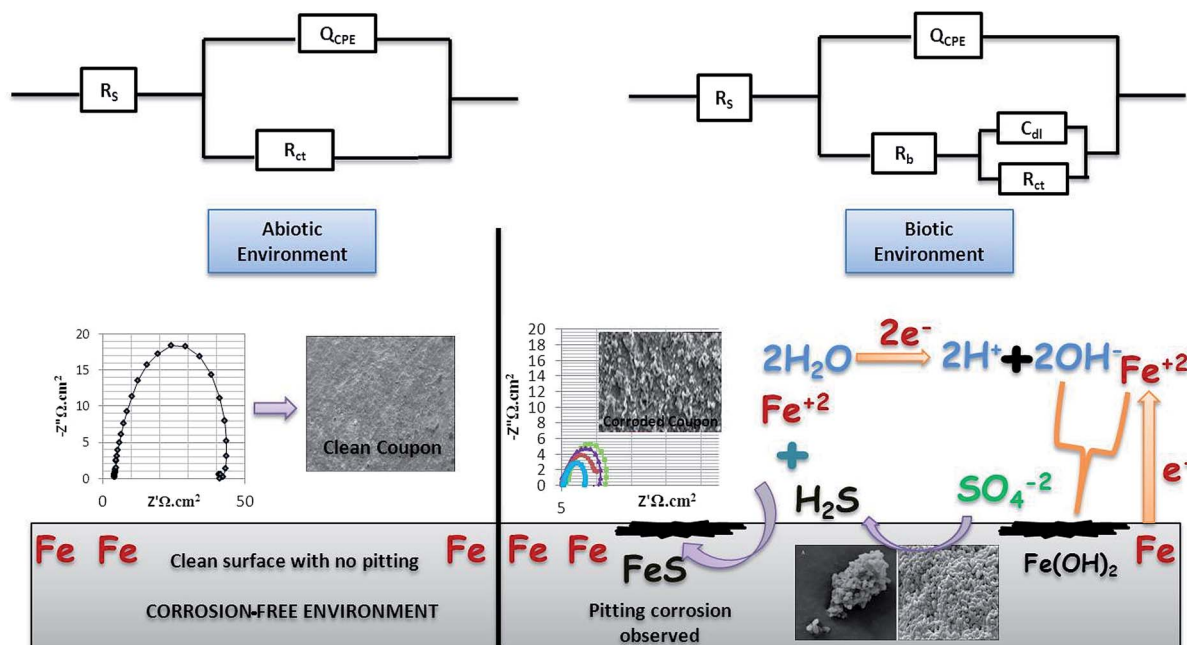 Q_CPE
R_S
R_ct
Q_CPE
R_S
R_b
C_dl
R_ct
Abiotic
Environment
Biotic
Environment
20
15
10
5
0
-Z"Ω.cm²
0
50
Z'Ω.cm²
Clean Coupon
20
18
16
14
12
10
8
6
4
2
0
-Z"Ω.cm²
5
Z'Ω.cm²
Corroded Coupon
2H₂O
2e⁻
2H⁺ + 2OH⁻
Fe⁺²
Fe⁺²
+
H₂S
SO₄⁻²
e⁻
Fe Fe
Clean surface with no pitting
Fe
CORROSION-FREE ENVIRONMENT
Fe Fe
FeS
Pitting corrosion
observed
Fe(OH)₂
Fe